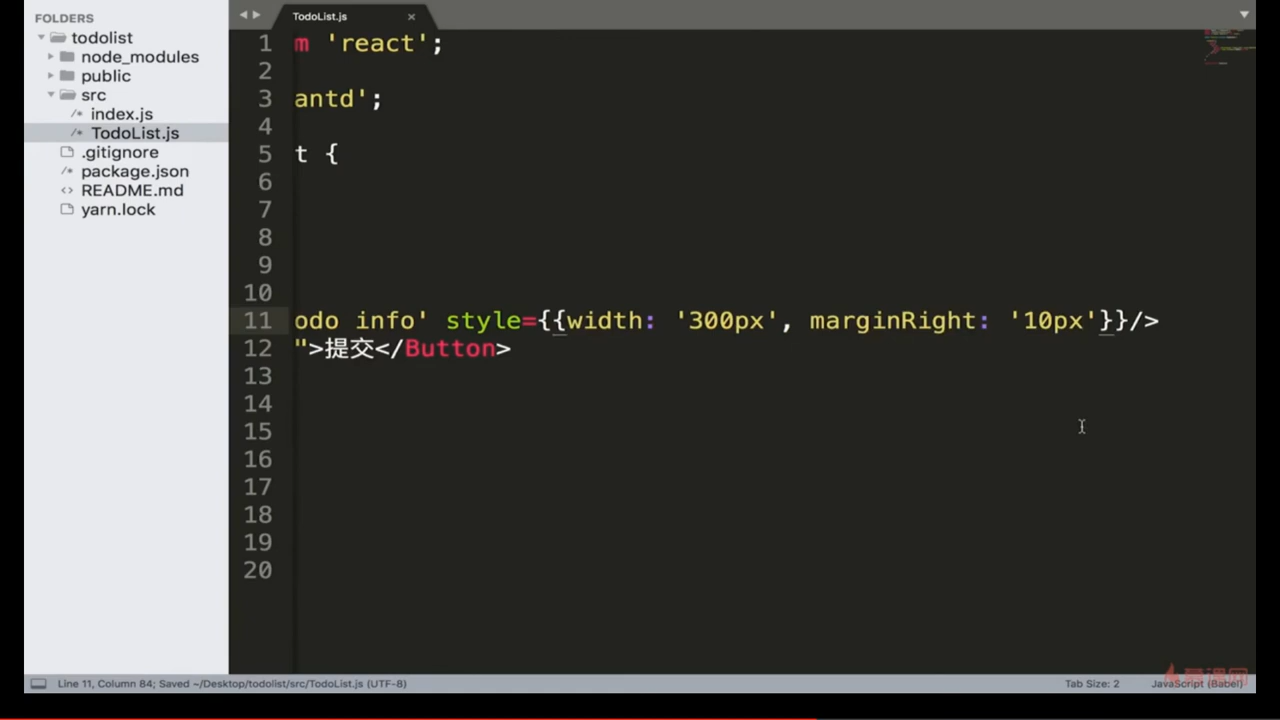 FOLDERS
todolist
node_modules
public
src
index.js
TodoList.js
.gitignore
package.json
README.md
yarn.lock
TodoList.js
1 m 'react';
2
3 antd';
4
5 t {
6
7
8
9
10
11 odo info' style={{width: '300px', marginRight: '10px'}}/>
12 ">提交</Button>
13
14
15
16
17
18
19
20
Line 11, Column 84; Saved ~/Desktop/todolist/src/TodoList.js (UTF-8)
Tab Size: 2
JavaScript (Babel)
慕课网